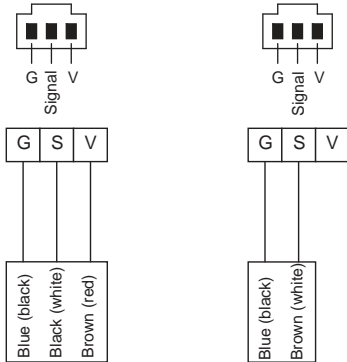 G Signal V
G S V
Blue (black)
Black (white)
Brown (red)
G Signal V
G S V
Blue (black)
Brown (white)